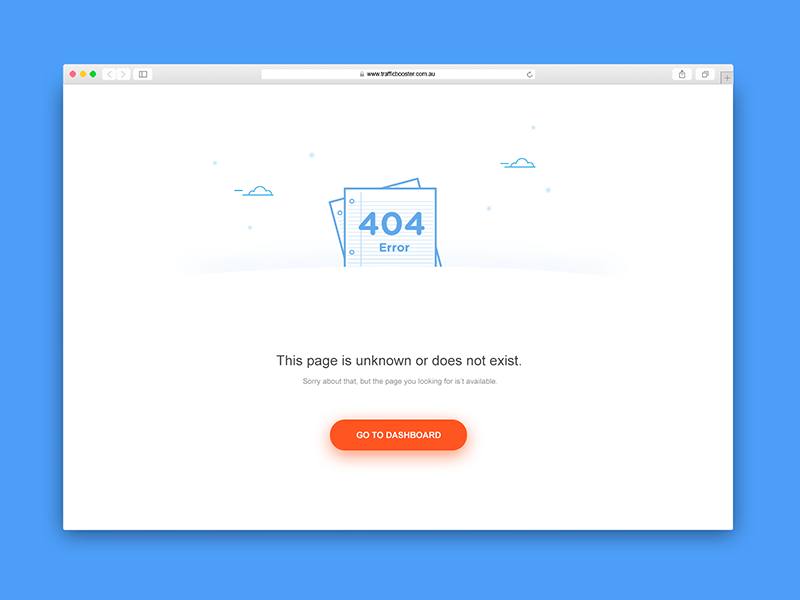 www.trafficbooster.com.au
404
Error
This page is unknown or does not exist.
Sorry about that, but the page you looking for is't available.
GO TO DASHBOARD